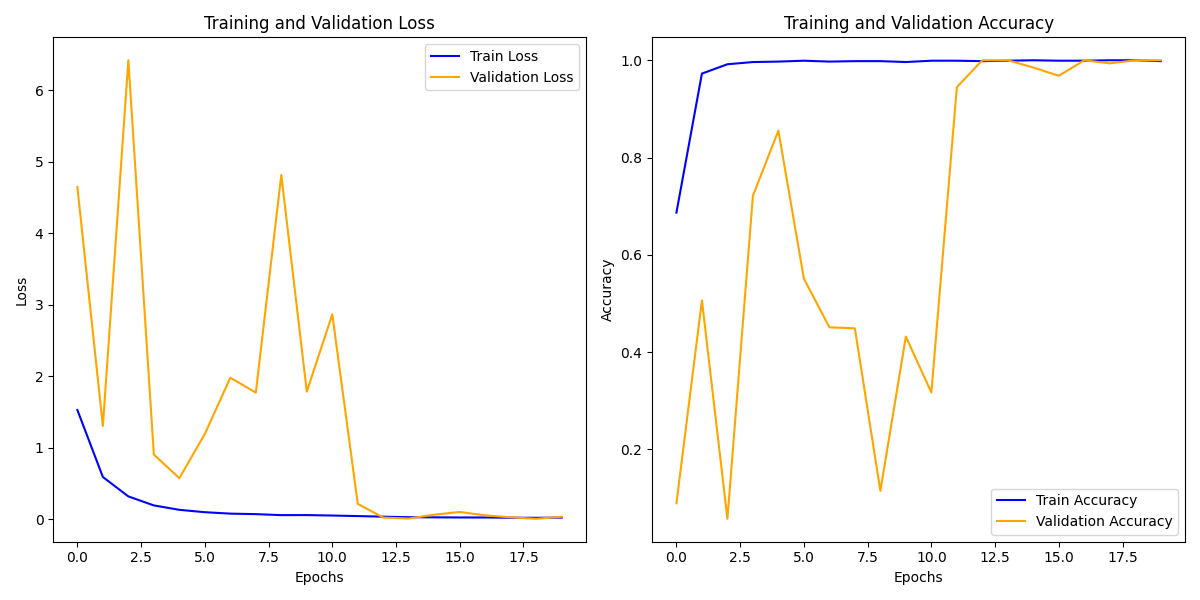 Training and Validation Loss
Train Loss
Validation Loss
6
5
4
3
2
1
0
Loss
0.0 2.5 5.0 7.5 10.0 12.5 15.0 17.5
Epochs
Training and Validation Accuracy
1.0
0.8
0.6
0.4
0.2
Accuracy
Train Accuracy
Validation Accuracy
0.0 2.5 5.0 7.5 10.0 12.5 15.0 17.5
Epochs